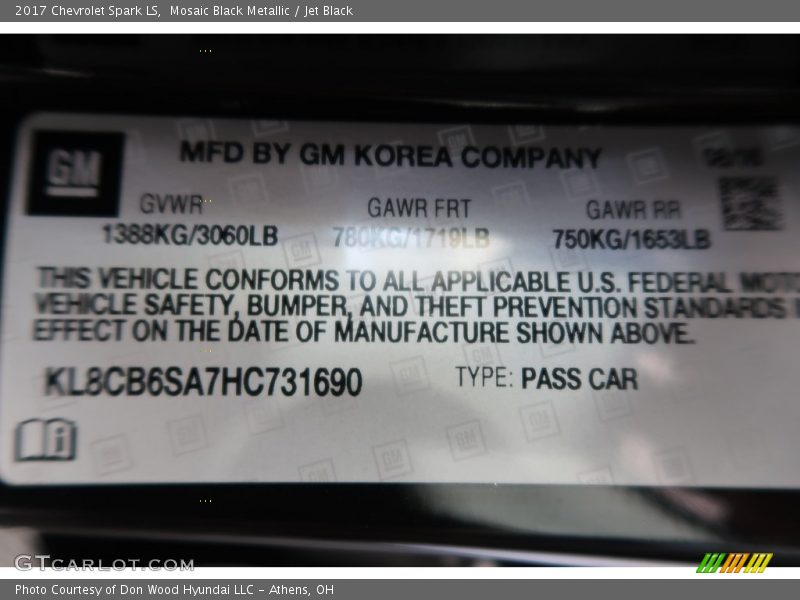 2017 Chevrolet Spark LS, Mosaic Black Metallic / Jet Black
GM
MFD BY GM KOREA COMPANY
GVWR GAWR FRT GAWR RR
1388KG/3060LB 780KG/1719LB 750KG/1653LB
THIS VEHICLE CONFORMS TO ALL APPLICABLE U.S. FEDERAL MOTO
VEHICLE SAFETY, BUMPER, AND THEFT PREVENTION STANDARDS I
EFFECT ON THE DATE OF MANUFACTURE SHOWN ABOVE.
KL8CB6SA7HC731690 TYPE: PASS CAR
GTCARLOT.COM
Photo Courtesy of Don Wood Hyundai LLC - Athens, OH